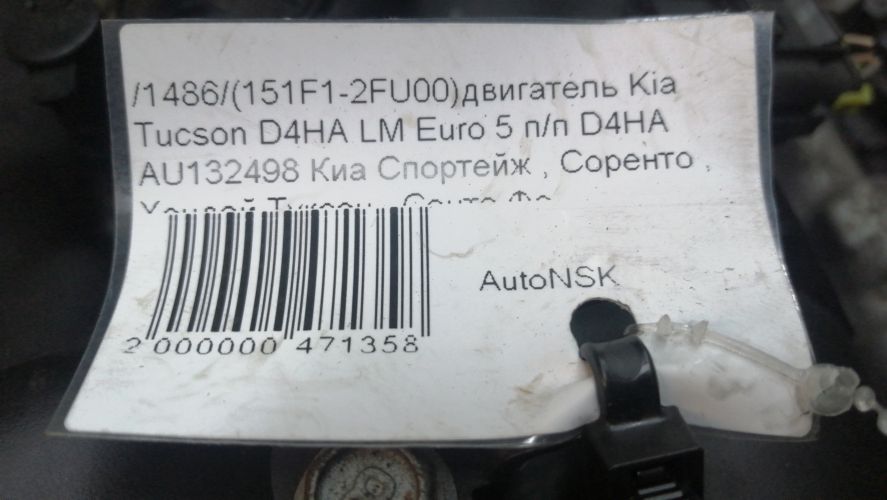 /1486/(151F1-2FU00)двигатель Kia
Tucson D4HA LM Euro 5 п/п D4HA
AU132498 Киа Спортейж , Соренто ,
AutoNSK
2 000000 471358